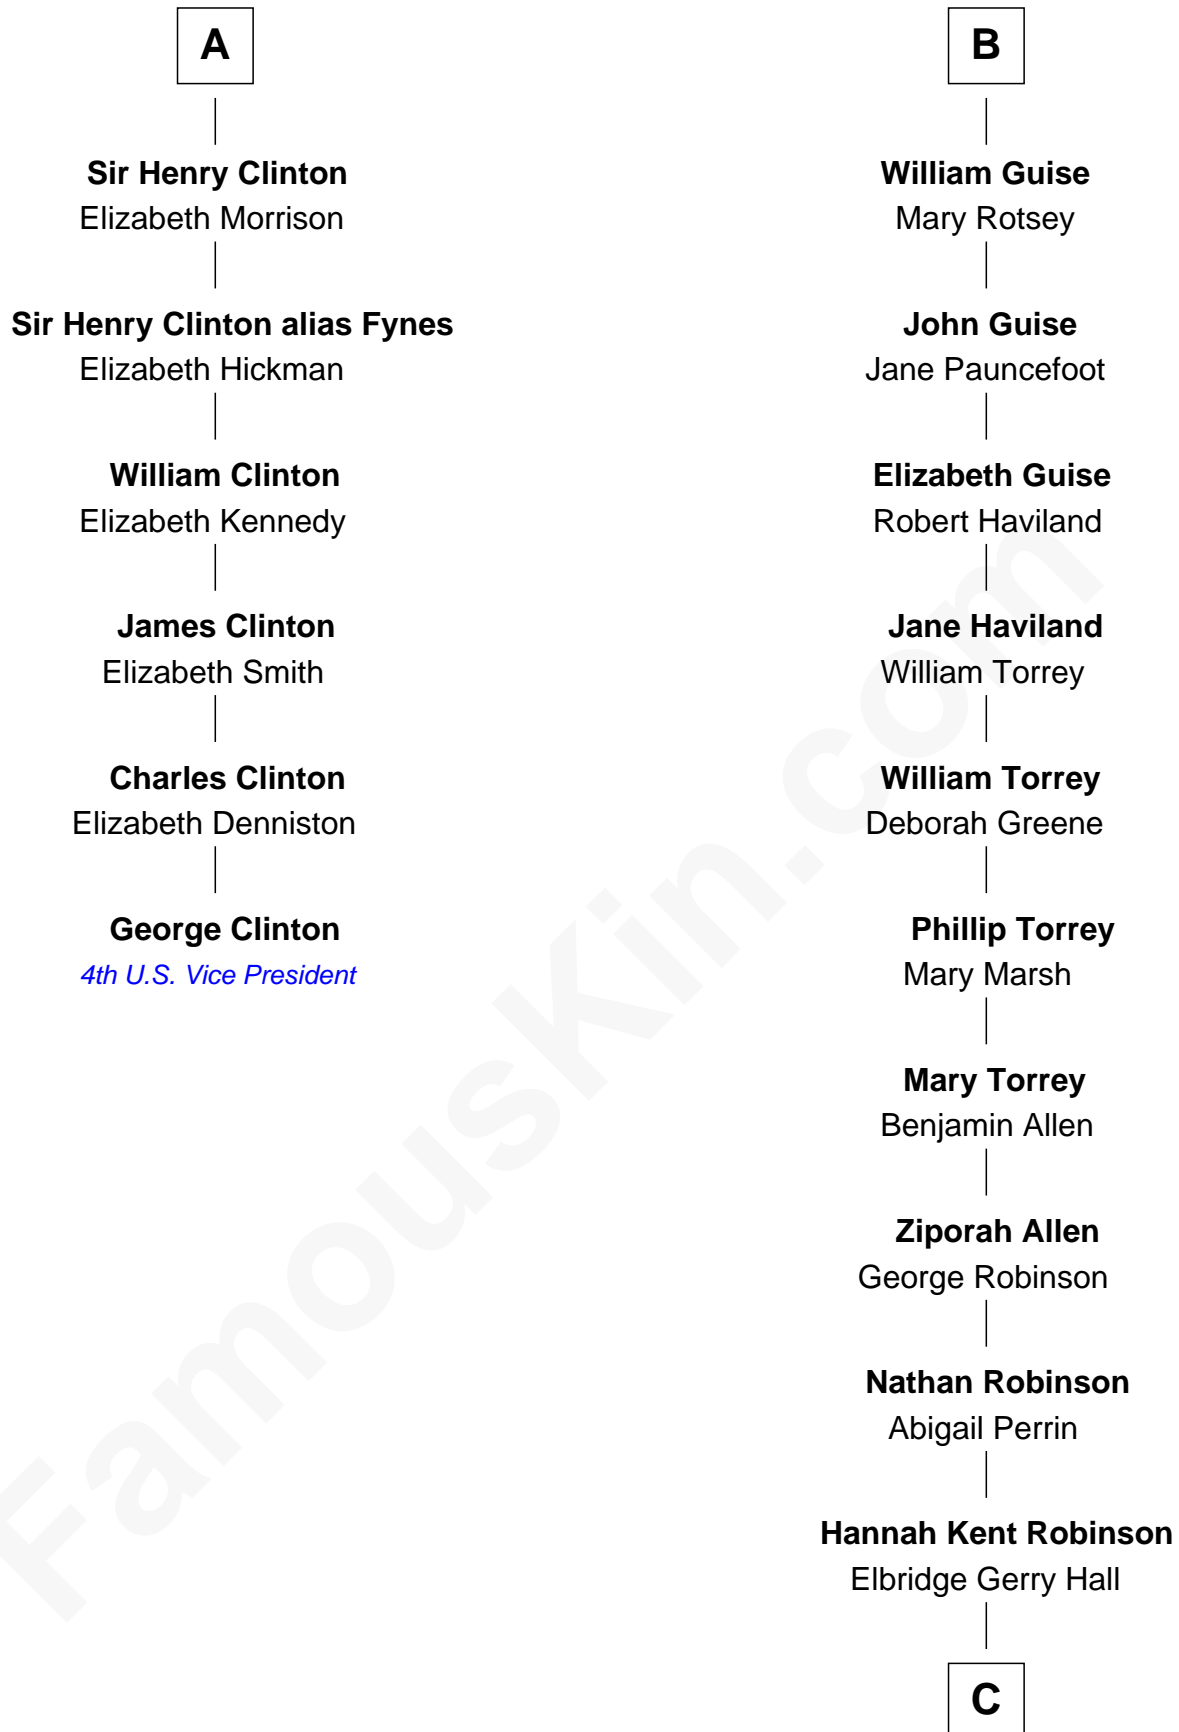 A
Sir Henry Clinton
Elizabeth Morrison
Sir Henry Clinton alias Fynes
Elizabeth Hickman
William Clinton
Elizabeth Kennedy
James Clinton
Elizabeth Smith
Charles Clinton
Elizabeth Denniston
George Clinton
4th U.S. Vice President
B
William Guise
Mary Rotsey
John Guise
Jane Pauncefoot
Elizabeth Guise
Robert Haviland
Jane Haviland
William Torrey
William Torrey
Deborah Greene
Phillip Torrey
Mary Marsh
Mary Torrey
Benjamin Allen
Ziporah Allen
George Robinson
Nathan Robinson
Abigail Perrin
Hannah Kent Robinson
Elbridge Gerry Hall
C
FamousKin.com